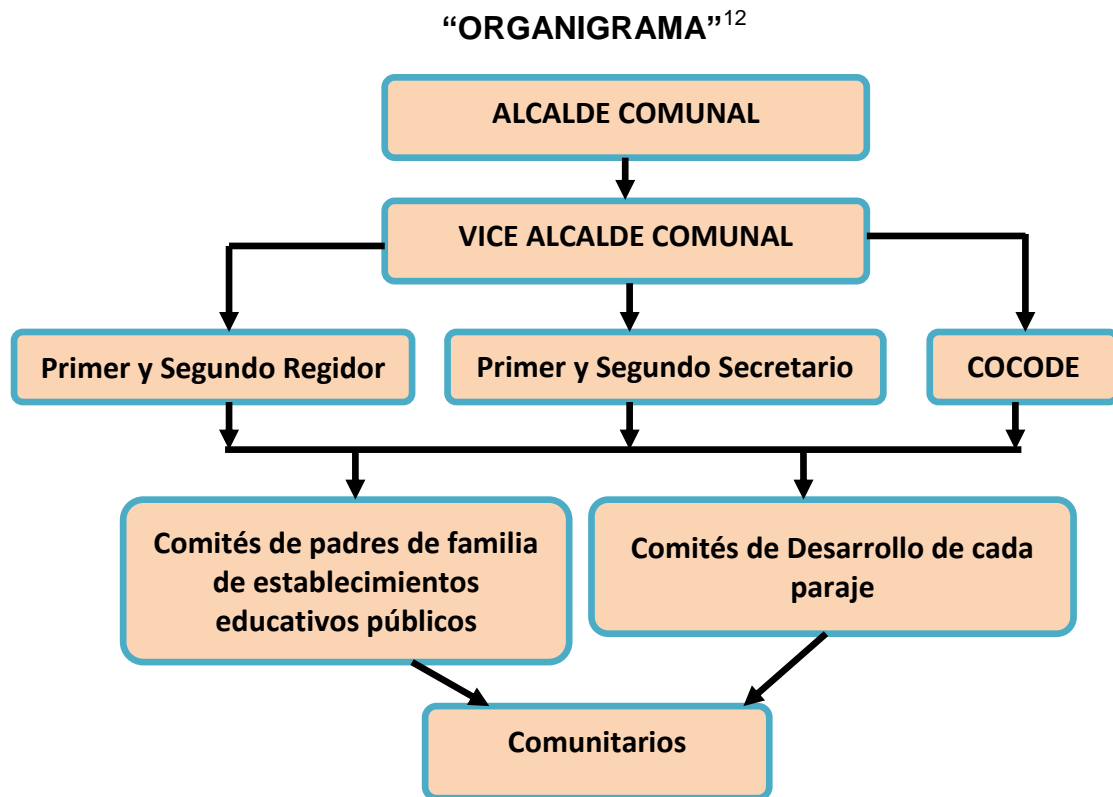 “ORGANIGRAMA”12
ALCALDE COMUNAL
VICE ALCALDE COMUNAL
Primer y Segundo Regidor
Primer y Segundo Secretario
COCODE
Comités de padres de familia
de establecimientos
educativos públicos
Comités de Desarrollo de cada
paraje
Comunitarios